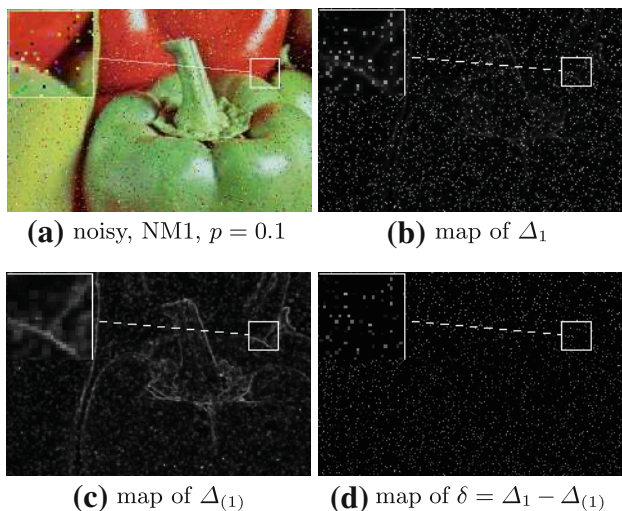 (a) noisy, NM1, p = 0.1
(b) map of Δ₁
(c) map of Δ₍₁₎
(d) map of δ = Δ₁ − Δ₍₁₎